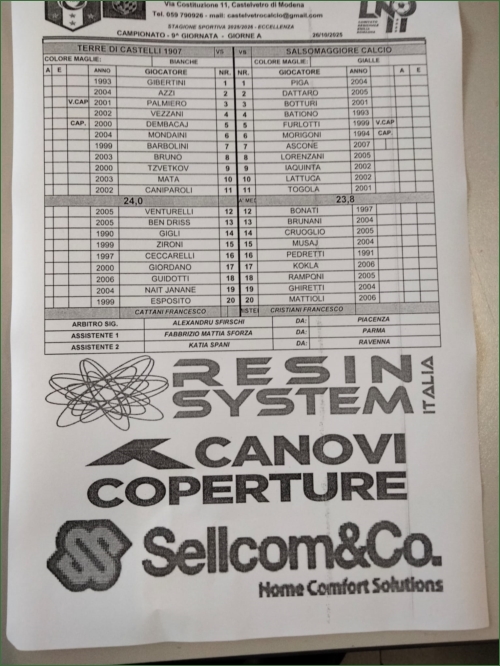 Via Costituzione 11, Castelvetro di Modena
Tel. 059 790926 - mail: castelvetrocalcio@gmail.com
STAGIONE SPORTIVA 2025/2026 - ECCELLENZA
CAMPIONATO - 9° GIORNATA - GIRONE A 26/10/2025
TERRE DI CASTELLI 1907 VS VS SALSOMAGGIORE CALCIO
COLORE MAGLIE: BIANCHE COLORE MAGLIE: GIALLE
A E ANNO GIOCATORE NR. NR. GIOCATORE ANNO A E
1993 GIBERTINI 1 1 PIGA 2004
2004 AZZI 2 2 DATTARO 2005
V.CAP 2001 PALMIERO 3 3 BOTTURI 2001
2002 VEZZANI 4 4 BATIONO 1993
CAP. 2000 DEMBACAJ 5 5 FURLOTTI 1999 V.CAP
2004 MONDAINI 6 6 MORIGONI 1994 CAP.
1999 BARBOLINI 7 7 ASCONE 2007
2003 BRUNO 8 8 LORENZANI 2005
2000 TZVETKOV 9 9 IAQUINTA 2002
2003 MATA 10 10 LATTUCA 2002
2002 CANIPAROLI 11 11 TOGOLA 2001
24,0 23,8
2005 VENTURELLI 12 12 BONATI 1997
2005 BEN DRISS 13 13 BRUNANI 2004
1990 GIGLI 14 14 CRUOGLIO 2005
1999 ZIRONI 15 15 MUSAJ 2004
1997 CECCARELLI 16 16 PEDRETTI 1991
2000 GIORDANO 17 17 KOKLA 2006
2006 GUIDOTTI 18 18 RAMPONI 2005
2004 NAIT JANANE 19 19 GHIRETTI 2004
1999 ESPOSITO 20 20 MATTIOLI 2006
CATTANI FRANCESCO CRISTIANI FRANCESCO
ARBITRO SIG. ALEXANDRU SFIRSCHI DA: PIACENZA
ASSISTENTE 1 FABBRIZIO MATTIA SFORZA DA: PARMA
ASSISTENTE 2 KATIA SPANI DA: RAVENNA
RESIN
SYSTEM ITALIA
CANOVI
COPERTURE
Sellcom&Co.
Home Comfort Solutions